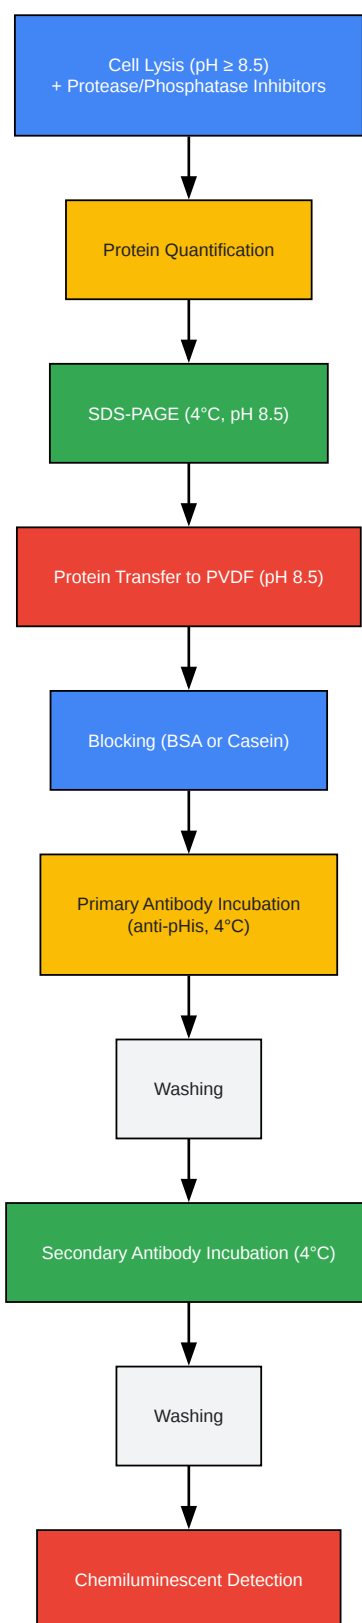 Cell Lysis (pH ≥ 8.5)
+ Protease/Phosphatase Inhibitors
Protein Quantification
SDS-PAGE (4°C, pH 8.5)
Protein Transfer to PVDF (pH 8.5)
Blocking (BSA or Casein)
Primary Antibody Incubation
(anti-pHis, 4°C)
Washing
Secondary Antibody Incubation (4°C)
Washing
Chemiluminescent Detection